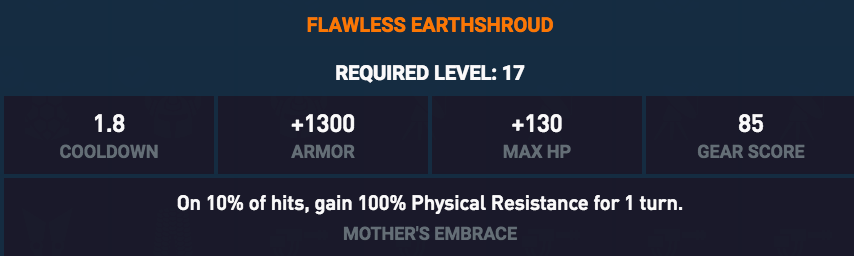 FLAWLESS EARTHSHROUD
REQUIRED LEVEL: 17
1.8 +1300 +130 85
COOLDOWN ARMOR MAX HP GEAR SCORE
On 10% of hits, gain 100% Physical Resistance for 1 turn.
MOTHER'S EMBRACE